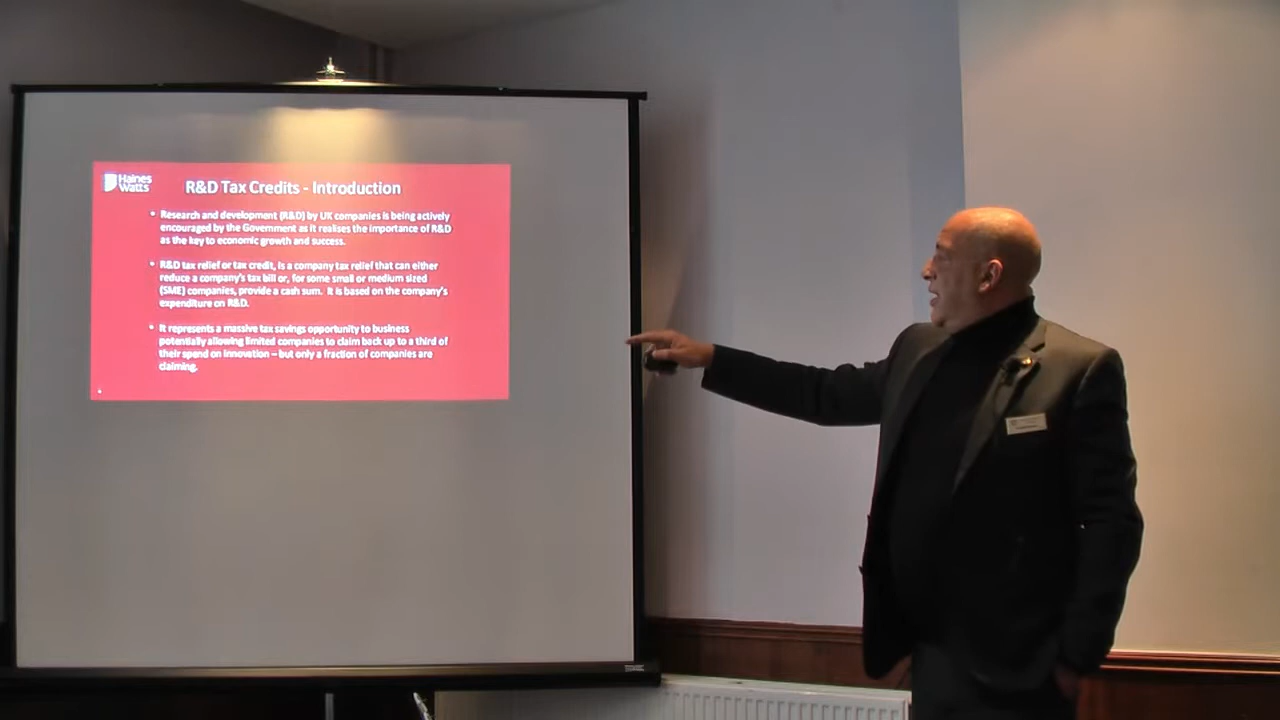 Haines
Watts
R&D Tax Credits - Introduction
• Research and development (R&D) by UK companies is being actively
encouraged by the Government as it realises the importance of R&D
as the key to economic growth and success.
• R&D tax relief or tax credit, is a company tax relief that can either
reduce a company's tax bill or, for some small or medium sized
(SME) companies, provide a cash sum. It is based on the company's
expenditure on R&D.
• It represents a massive tax savings opportunity to business
potentially allowing limited companies to claim back up to a third of
their spend on innovation – but only a fraction of companies are
claiming.